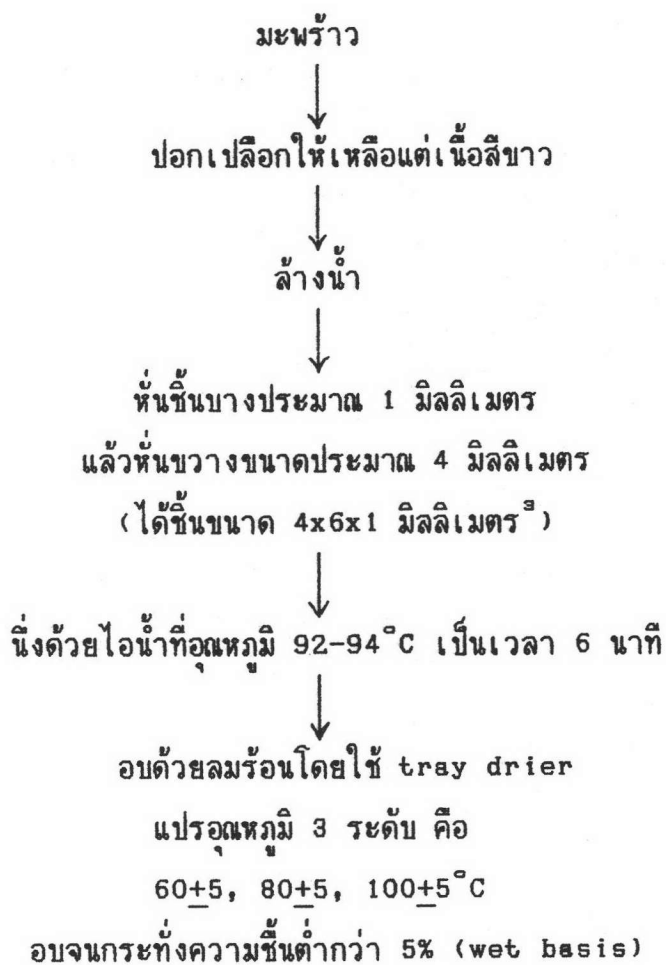 มะพร้าว
ปอกเปลือกให้เหลือแต่เนื้อสีขาว
ล้างน้ำ
หั่นชิ้นบางประมาณ 1 มิลลิเมตร
แล้วหั่นขวางขนาดประมาณ 4 มิลลิเมตร
(ได้ชิ้นขนาด 4x6x1 มิลลิเมตร³)
นึ่งด้วยไอน้ำที่อุณหภูมิ 92-94°C เป็นเวลา 6 นาที
อบด้วยลมร้อนโดยใช้ tray drier
แปรอุณหภูมิ 3 ระดับ คือ
60±5, 80±5, 100±5°C
อบจนกระทั่งความชื้นต่ำกว่า 5% (wet basis)